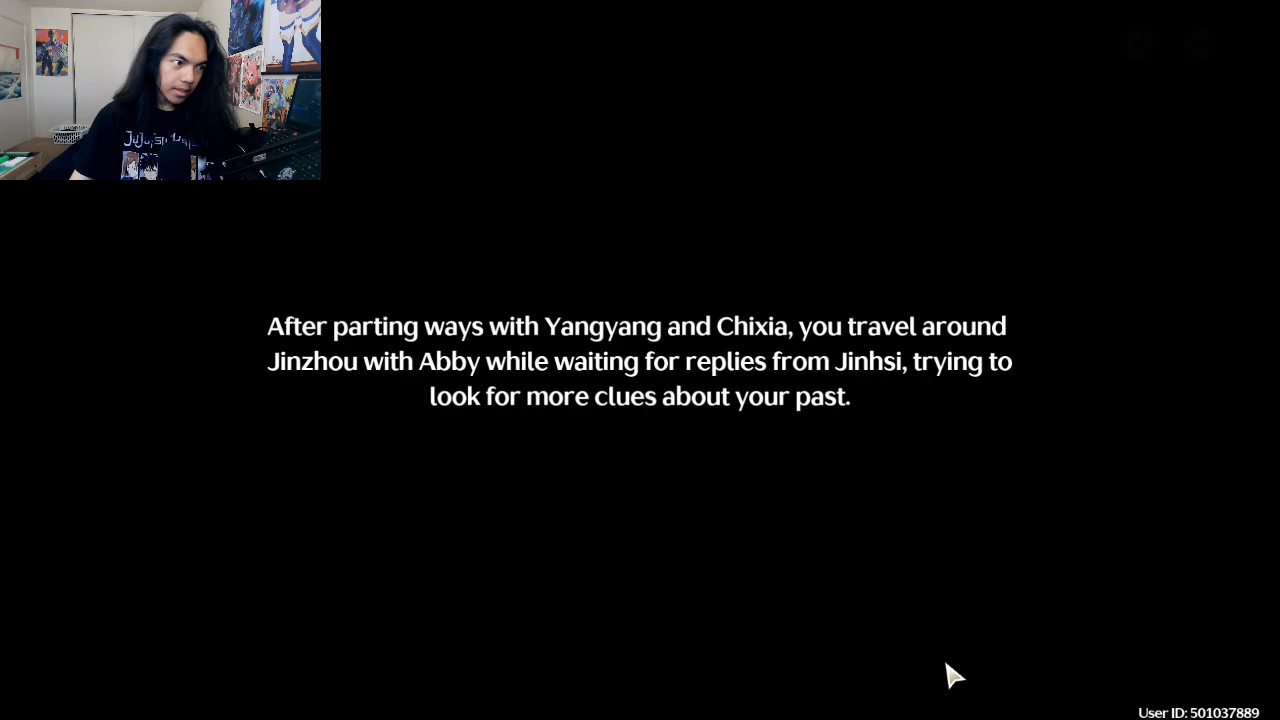 After parting ways with Yangyang and Chixia, you travel around
Jinzhou with Abby while waiting for replies from Jinhsi, trying to
look for more clues about your past.
User ID: 501037889